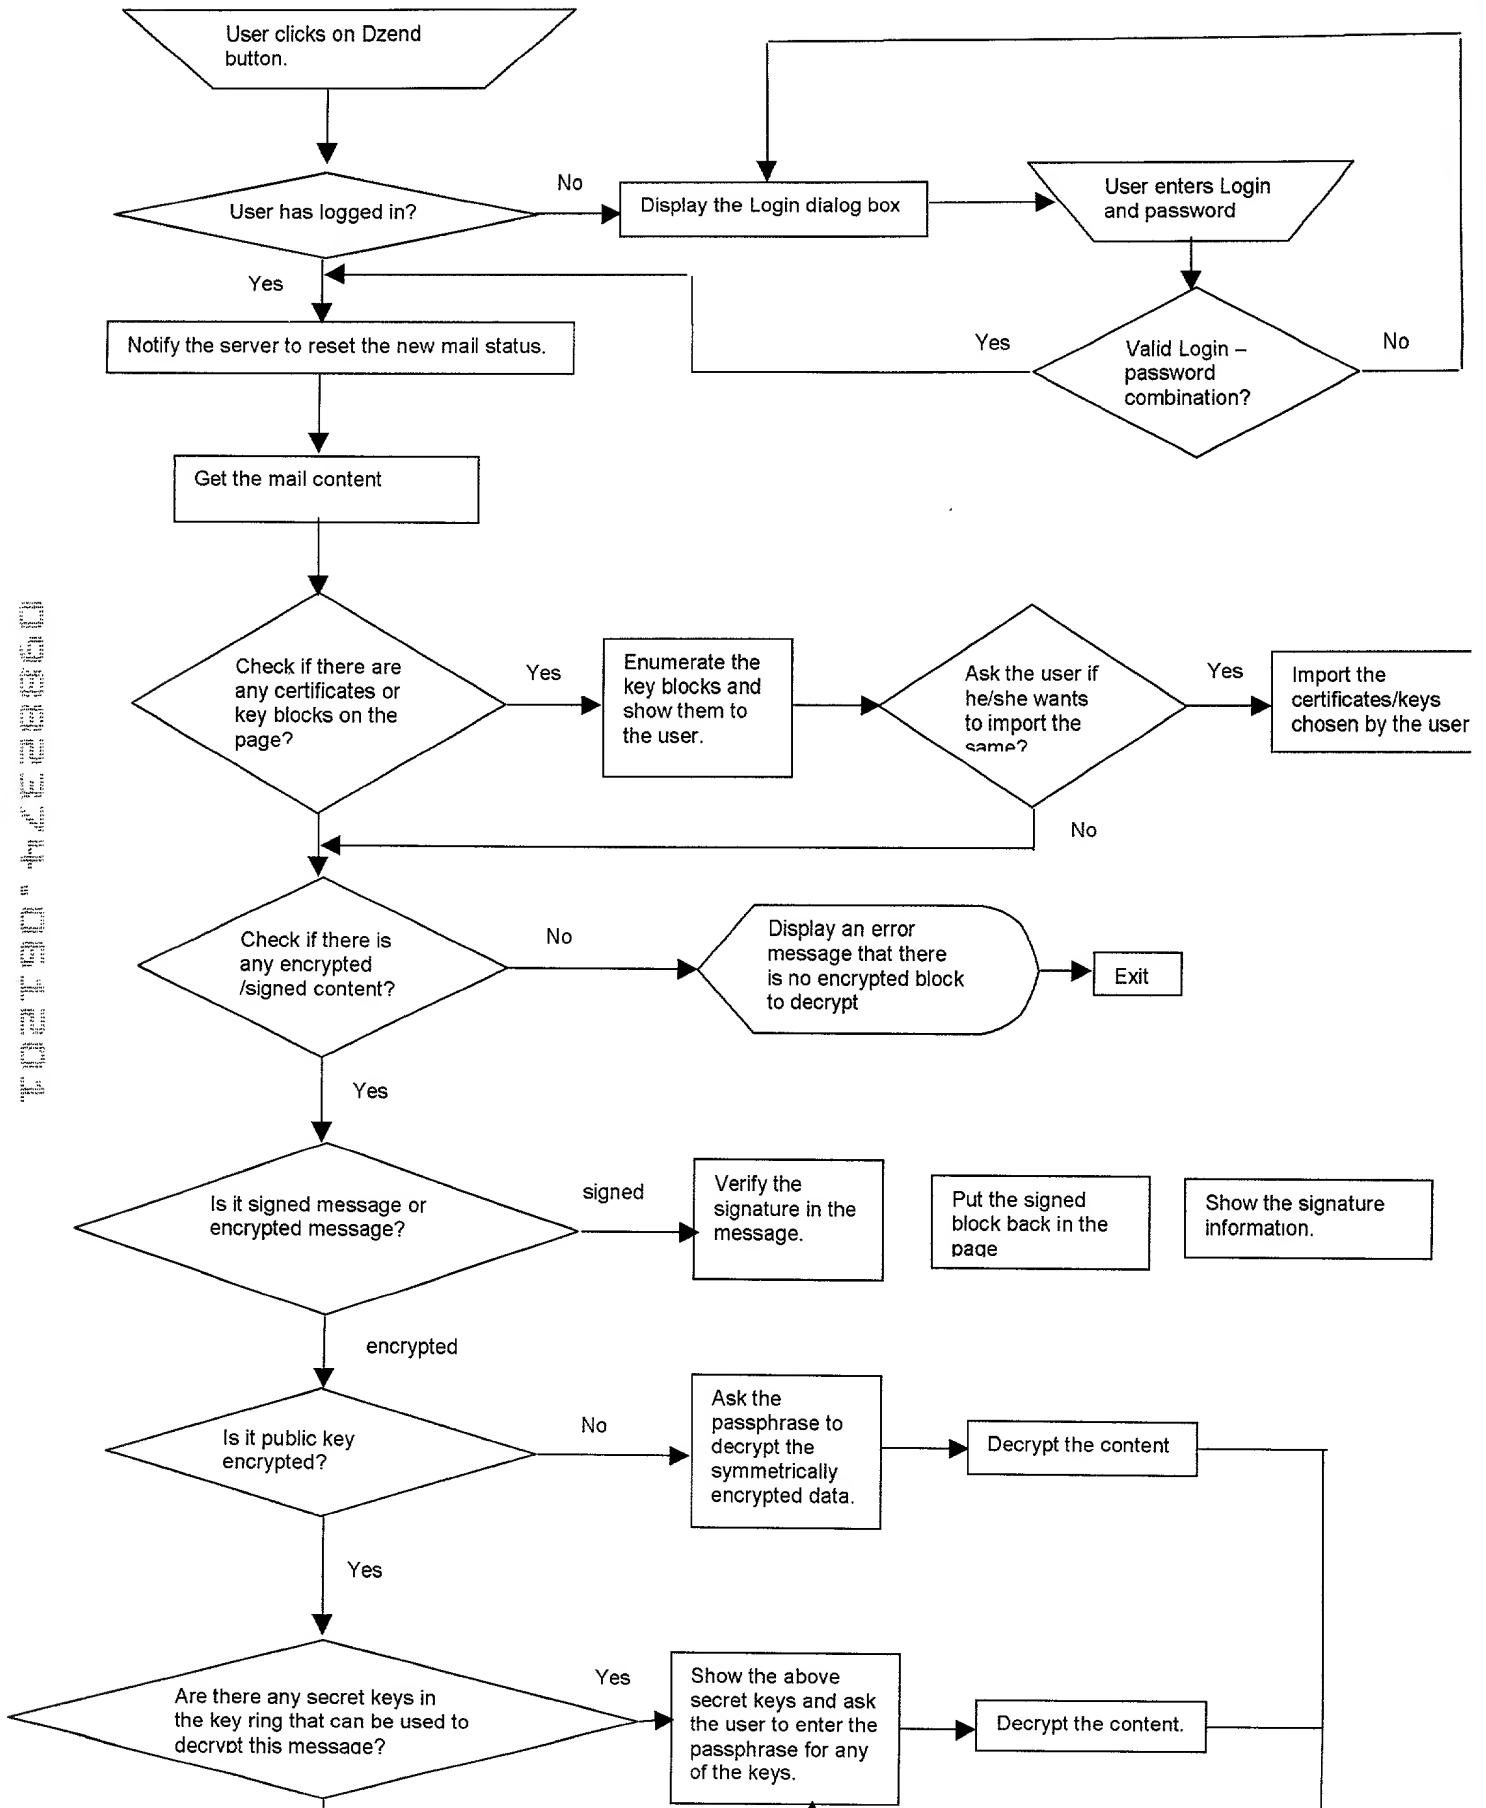 User clicks on Dzend
button.
No
User has logged in?
Display the Login dialog box
User enters Login
and password
Yes
Notify the server to reset the new mail status.
Yes
Valid Login –
password
combination?
No
Get the mail content
Check if there are
any certificates or
key blocks on the
page?
Yes
Enumerate the
key blocks and
show them to
the user.
Ask the user if
he/she wants
to import the
same?
Yes
Import the
certificates/keys
chosen by the user
No
Check if there is
any encrypted
/signed content?
No
Display an error
message that there
is no encrypted block
to decrypt
Exit
Yes
Is it signed message or
encrypted message?
signed
Verify the
signature in the
message.
Put the signed
block back in the
page
Show the signature
information.
encrypted
Is it public key
encrypted?
No
Ask the
passphrase to
decrypt the
symmetrically
encrypted data.
Decrypt the content
Yes
Are there any secret keys in
the key ring that can be used to
decrypt this message?
Yes
Show the above
secret keys and ask
the user to enter the
passphrase for any
of the keys.
Decrypt the content.